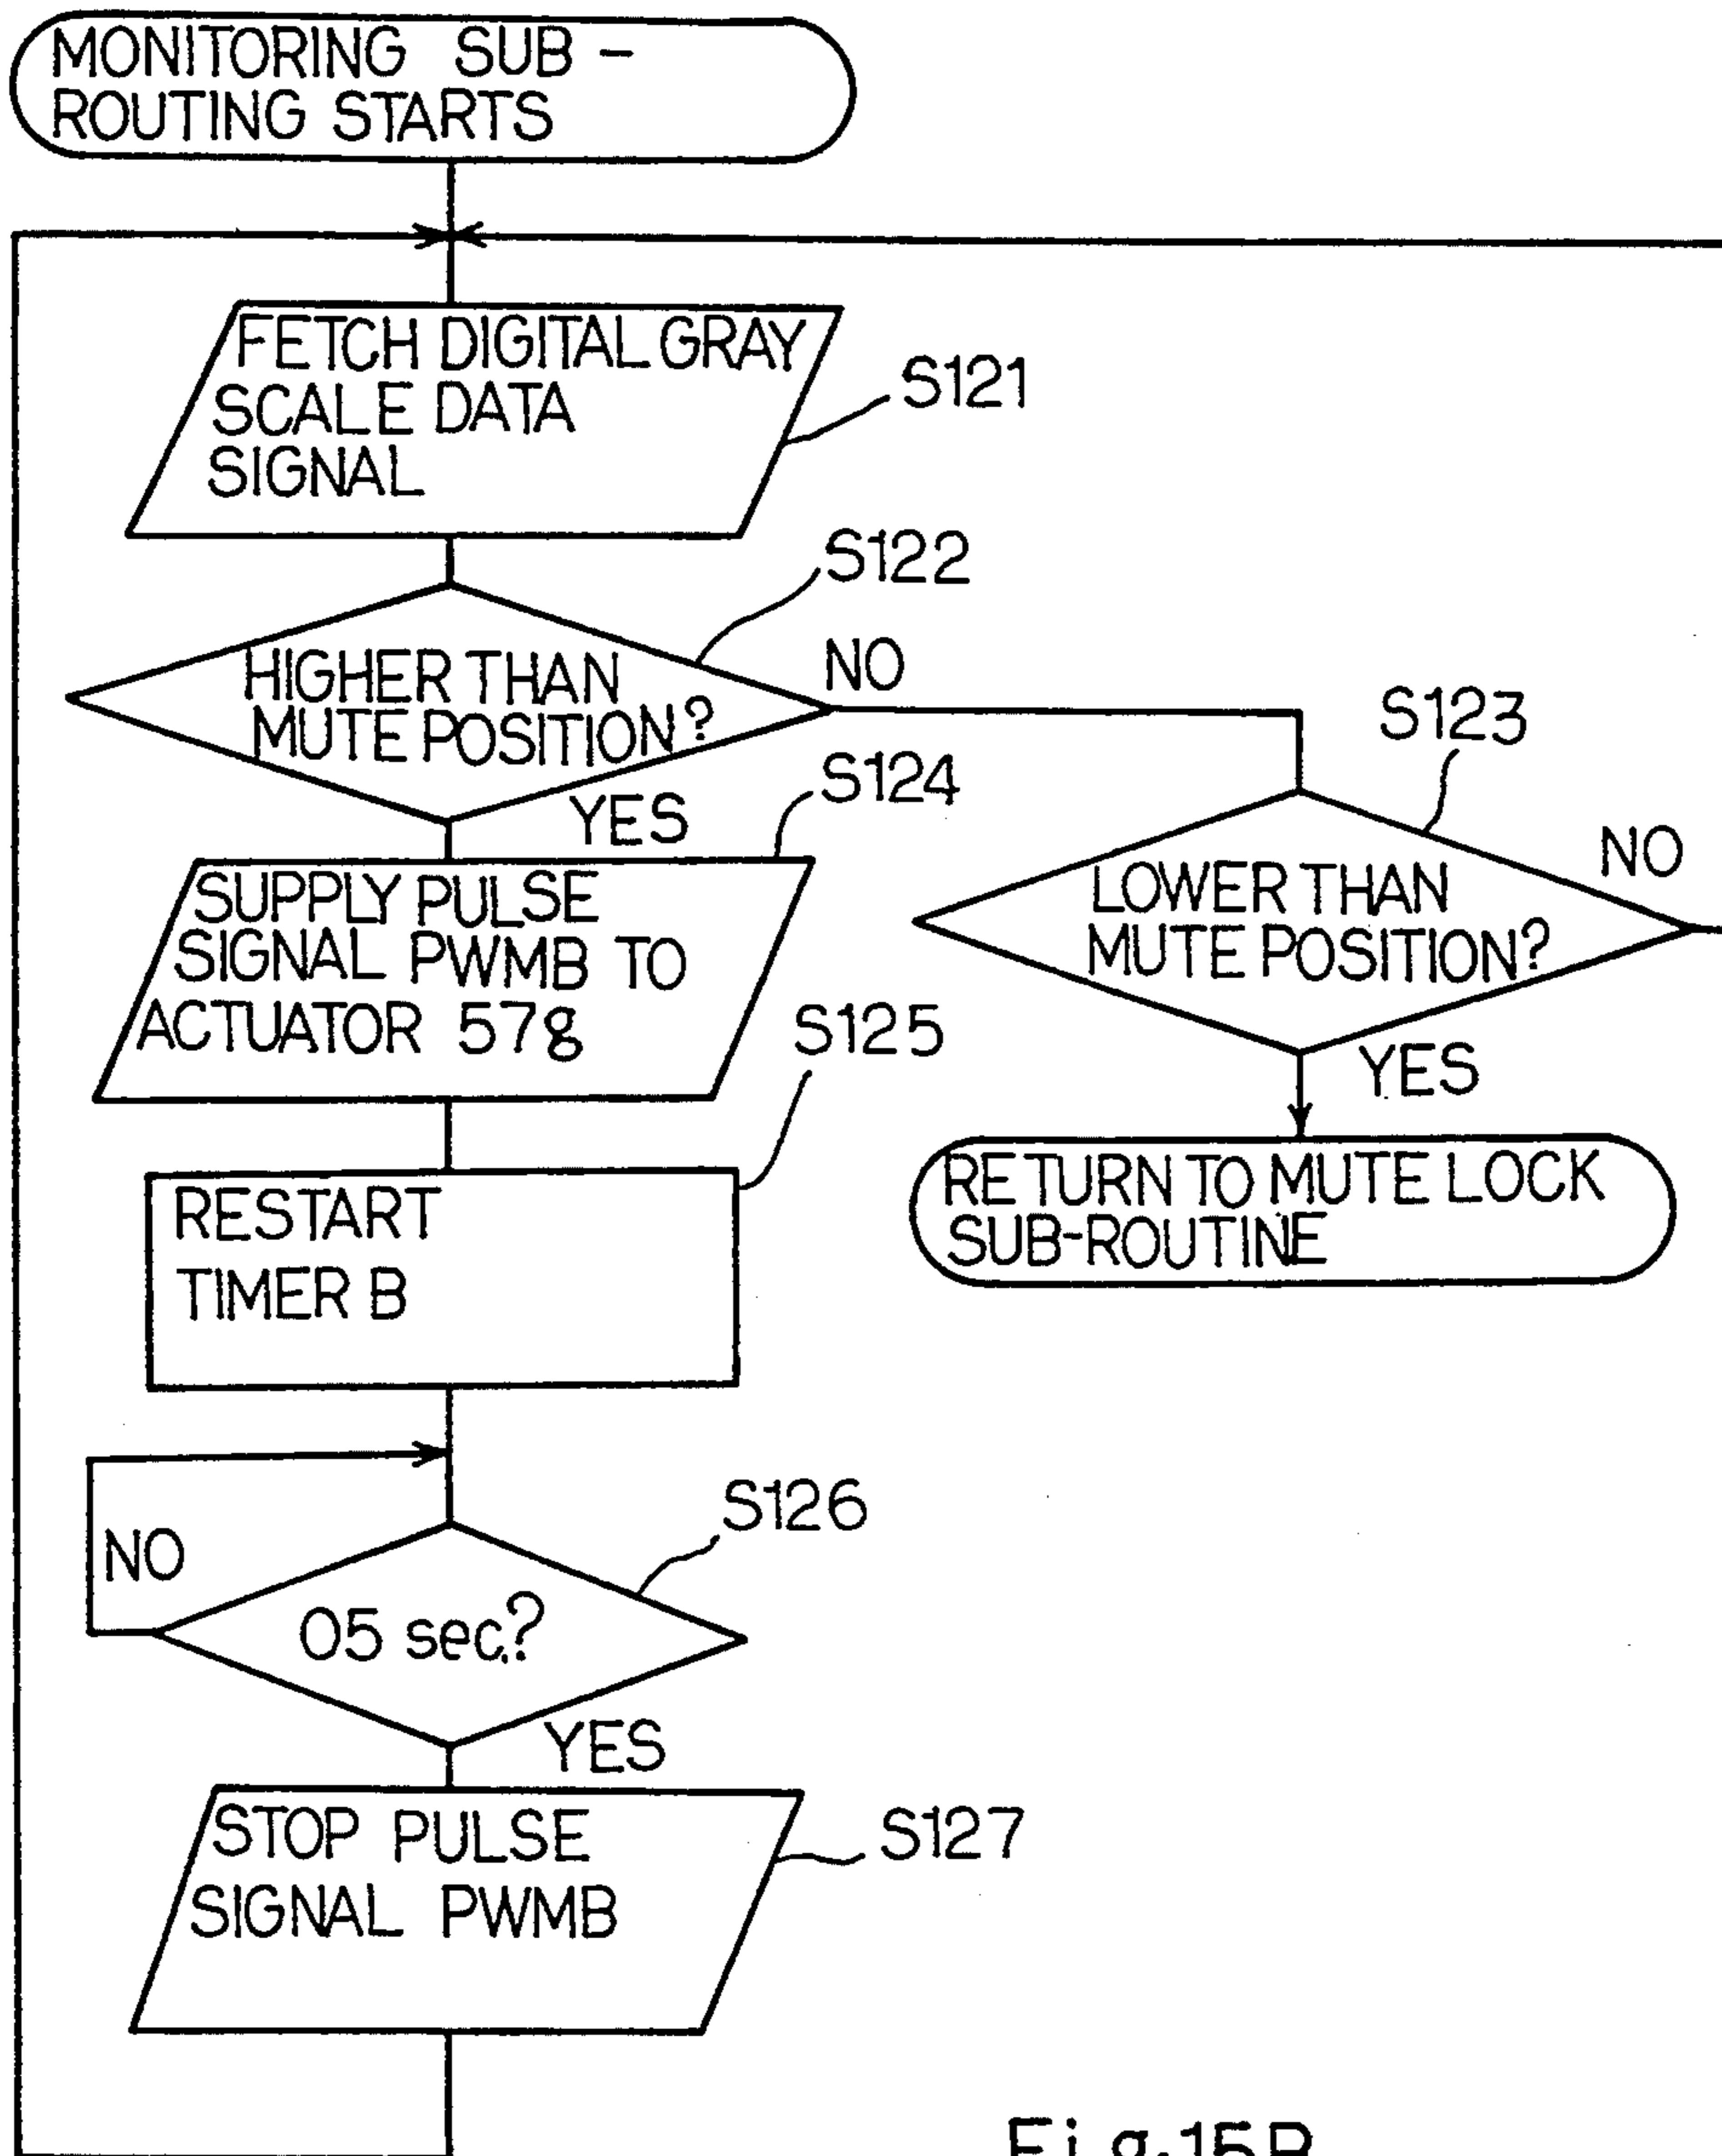 MONITORING SUB-
ROUTING STARTS
FETCH DIGITAL GRAY
SCALE DATA
SIGNAL
S121
S122
HIGHER THAN
MUTE POSITION?
NO
YES
S123
LOWER THAN
MUTE POSITION?
NO
YES
RETURN TO MUTE LOCK
SUB-ROUTINE
S124
SUPPLY PULSE
SIGNAL PWMB TO
ACTUATOR 57g
S125
RESTART
TIMER B
S126
NO
05 sec.?
YES
STOP PULSE
SIGNAL PWMB
S127
Fig.15B